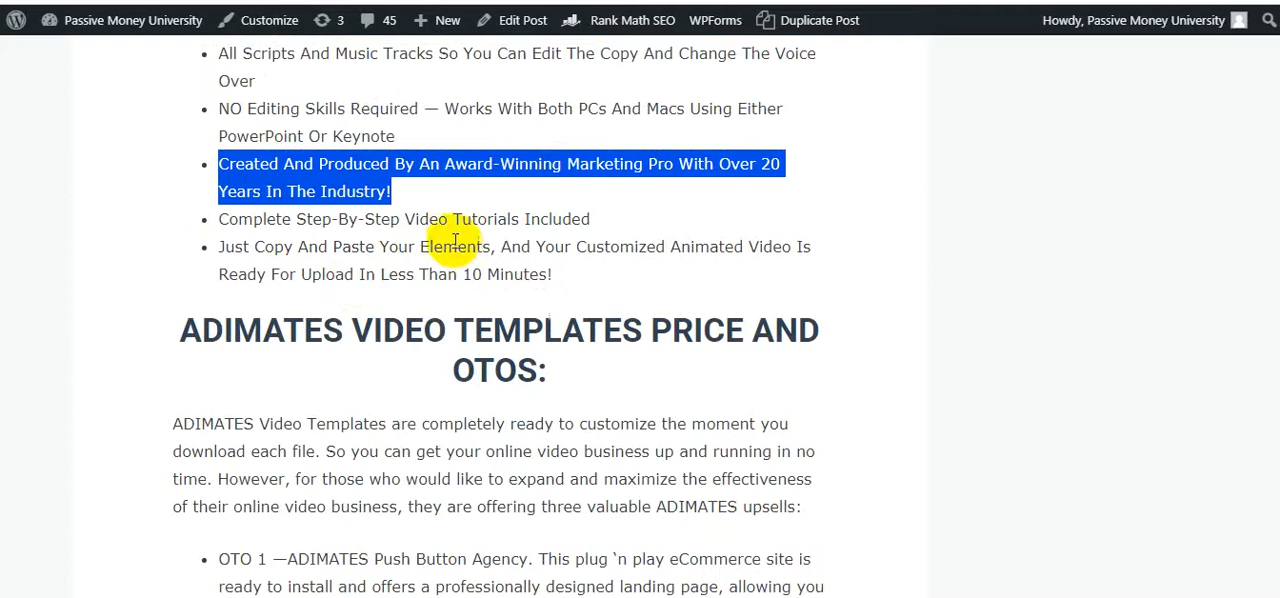 Passive Money University Customize 3 45 New Edit Post Rank Math SEO WPForms Duplicate Post Howdy, Passive Money University
All Scripts And Music Tracks So You Can Edit The Copy And Change The Voice
Over
NO Editing Skills Required — Works With Both PCs And Macs Using Either
PowerPoint Or Keynote
Created And Produced By An Award-Winning Marketing Pro With Over 20
Years In The Industry!
Complete Step-By-Step Video Tutorials Included
Just Copy And Paste Your Elements, And Your Customized Animated Video Is
Ready For Upload In Less Than 10 Minutes!
ADIMATES VIDEO TEMPLATES PRICE AND
OTOS:
ADIMATES Video Templates are completely ready to customize the moment you
download each file. So you can get your online video business up and running in no
time. However, for those who would like to expand and maximize the effectiveness
of their online video business, they are offering three valuable ADIMATES upsells:
OTO 1 —ADIMATES Push Button Agency. This plug `n play eCommerce site is
ready to install and offers a professionally designed landing page, allowing you